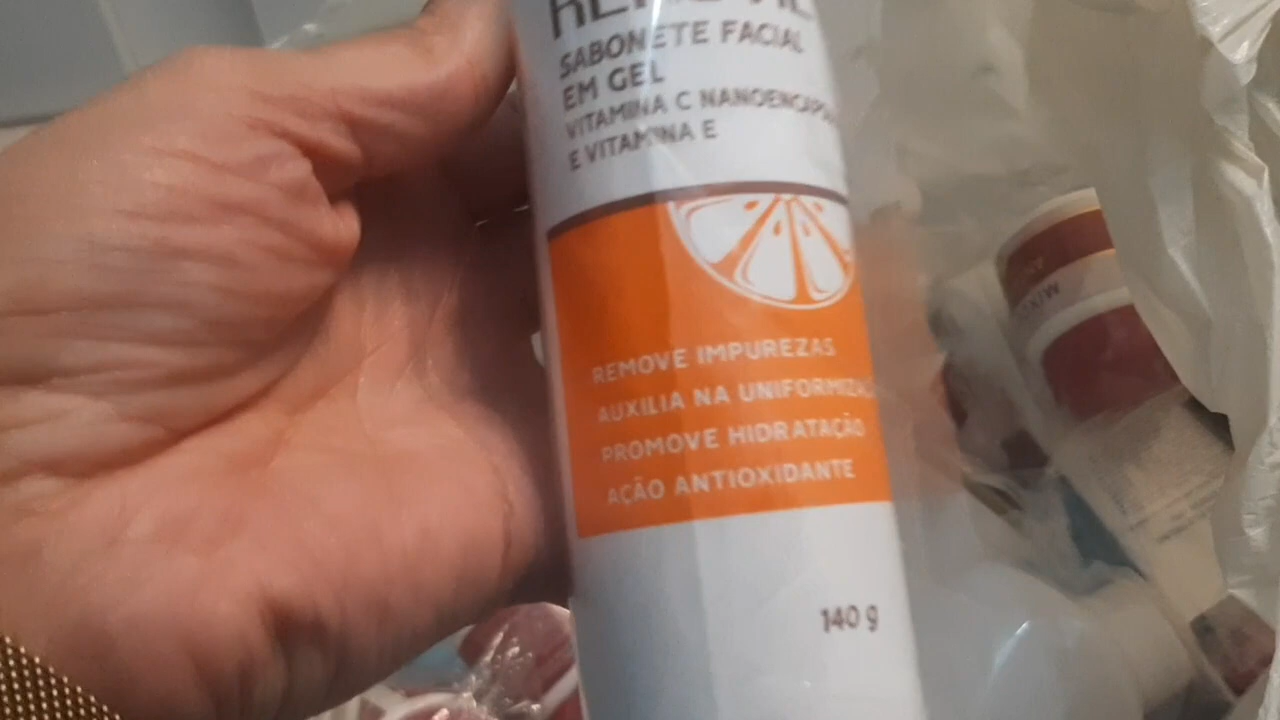 SABONETE FACIAL
EM GEL
VITAMINA C
E VITAMINA E
REMOVE IMPUREZAS
AUXILIA NA
PROMOVE HIDRATAÇÃO
AÇÃO ANTIOXIDANTE
140 g